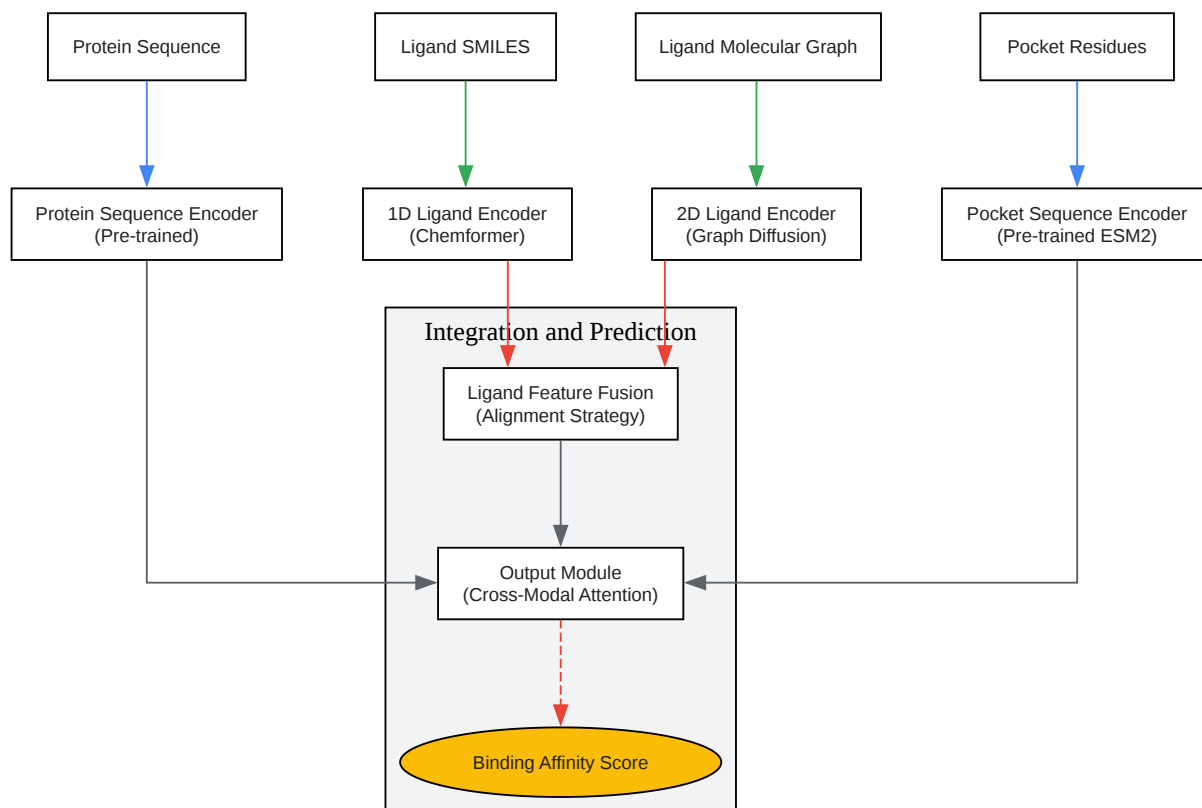 Protein Sequence
Ligand SMILES
Ligand Molecular Graph
Pocket Residues
Protein Sequence Encoder
(Pre-trained)
1D Ligand Encoder
(Chemformer)
2D Ligand Encoder
(Graph Diffusion)
Pocket Sequence Encoder
(Pre-trained ESM2)
Integration and Prediction
Ligand Feature Fusion
(Alignment Strategy)
Output Module
(Cross-Modal Attention)
Binding Affinity Score